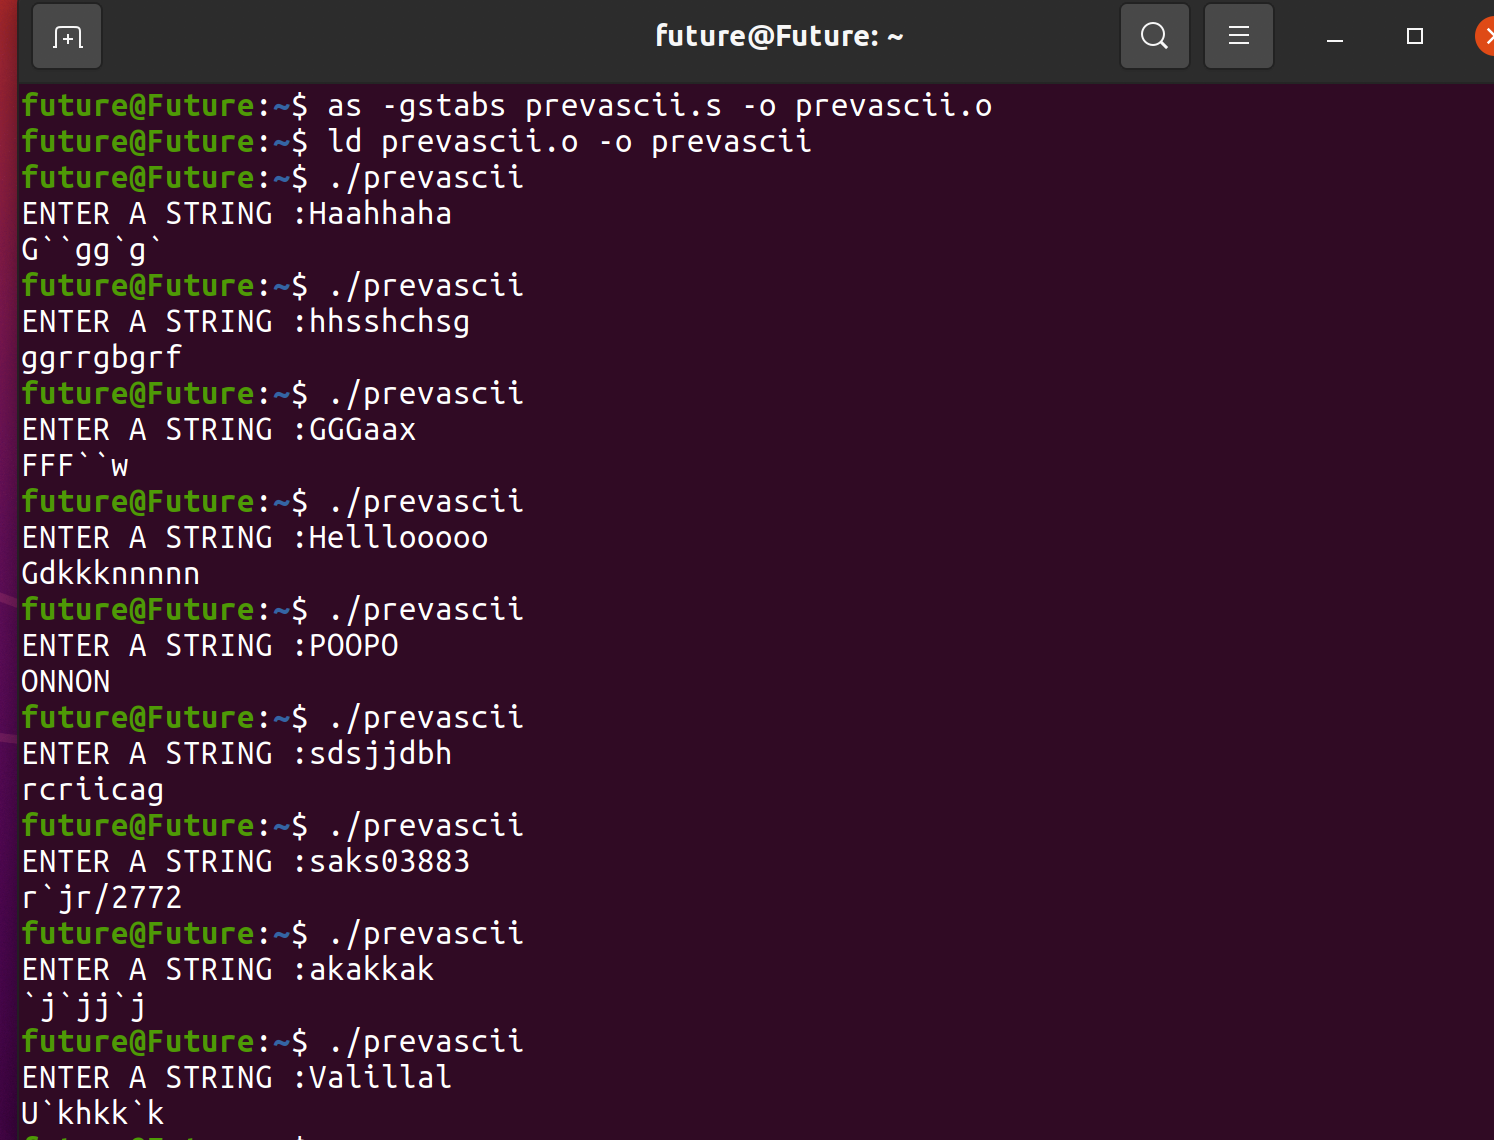 future@Future: ~
future@Future:~$ as -gstabs prevascii.s -o prevascii.o
future@Future:~$ ld prevascii.o -o prevascii
future@Future:~$ ./prevascii
ENTER A STRING :Haahhaha
G``gg`g`
future@Future:~$ ./prevascii
ENTER A STRING :hhsshchsg
ggrrgbgrf
future@Future:~$ ./prevascii
ENTER A STRING :GGGaax
FFF``w
future@Future:~$ ./prevascii
ENTER A STRING :Helllooooo
Gdkkknnnnn
future@Future:~$ ./prevascii
ENTER A STRING :POOPO
ONNON
future@Future:~$ ./prevascii
ENTER A STRING :sdsjjdbh
rcriicag
future@Future:~$ ./prevascii
ENTER A STRING :saks03883
r`jr/2772
future@Future:~$ ./prevascii
ENTER A STRING :akakkak
`j`jj`j
future@Future:~$ ./prevascii
ENTER A STRING :Valillal
U`khkk`k